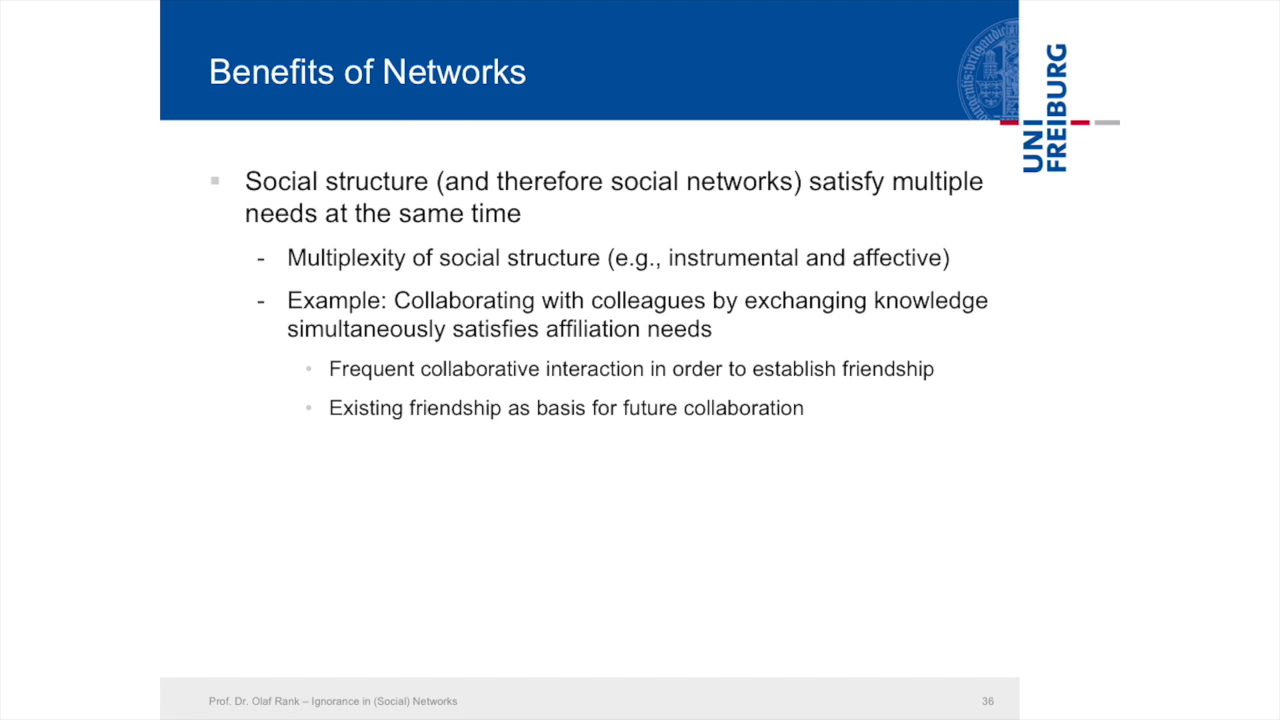 Benefits of Networks
UNI
FREIBURG
Social structure (and therefore social networks) satisfy multiple
needs at the same time
- Multiplexity of social structure (e.g., instrumental and affective)
- Example: Collaborating with colleagues by exchanging knowledge
simultaneously satisfies affiliation needs
• Frequent collaborative interaction in order to establish friendship
• Existing friendship as basis for future collaboration
Prof. Dr. Olaf Rank – Ignorance in (Social) Networks
36